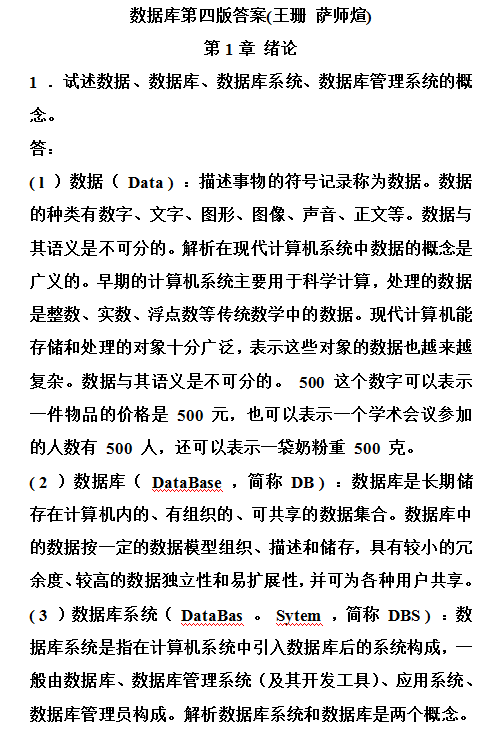 数据库第四版答案(王珊 萨师煊)
第 1 章 绪论
1 ．试述数据、数据库、数据库系统、数据库管理系统的概
念。
答：
( l ）数据（ Data ) ：描述事物的符号记录称为数据。数据
的种类有数字、文字、图形、图像、声音、正文等。数据与
其语义是不可分的。解析在现代计算机系统中数据的概念是
广义的。早期的计算机系统主要用于科学计算，处理的数据
是整数、实数、浮点数等传统数学中的数据。现代计算机能
存储和处理的对象十分广泛，表示这些对象的数据也越来越
复杂。数据与其语义是不可分的。 500 这个数字可以表示
一件物品的价格是 500 元，也可以表示一个学术会议参加
的人数有 500 人，还可以表示一袋奶粉重 500 克。
( 2 ）数据库（ DataBase ，简称 DB ) ：数据库是长期储
存在计算机内的、有组织的、可共享的数据集合。数据库中
的数据按一定的数据模型组织、描述和储存，具有较小的冗
余度、较高的数据独立性和易扩展性，并可为各种用户共享。
( 3 ）数据库系统（ DataBas 。 Sytem ，简称 DBS ) ：数
据库系统是指在计算机系统中引入数据库后的系统构成，一
般由数据库、数据库管理系统（及其开发工具）、应用系统、
数据库管理员构成。解析数据库系统和数据库是两个概念。